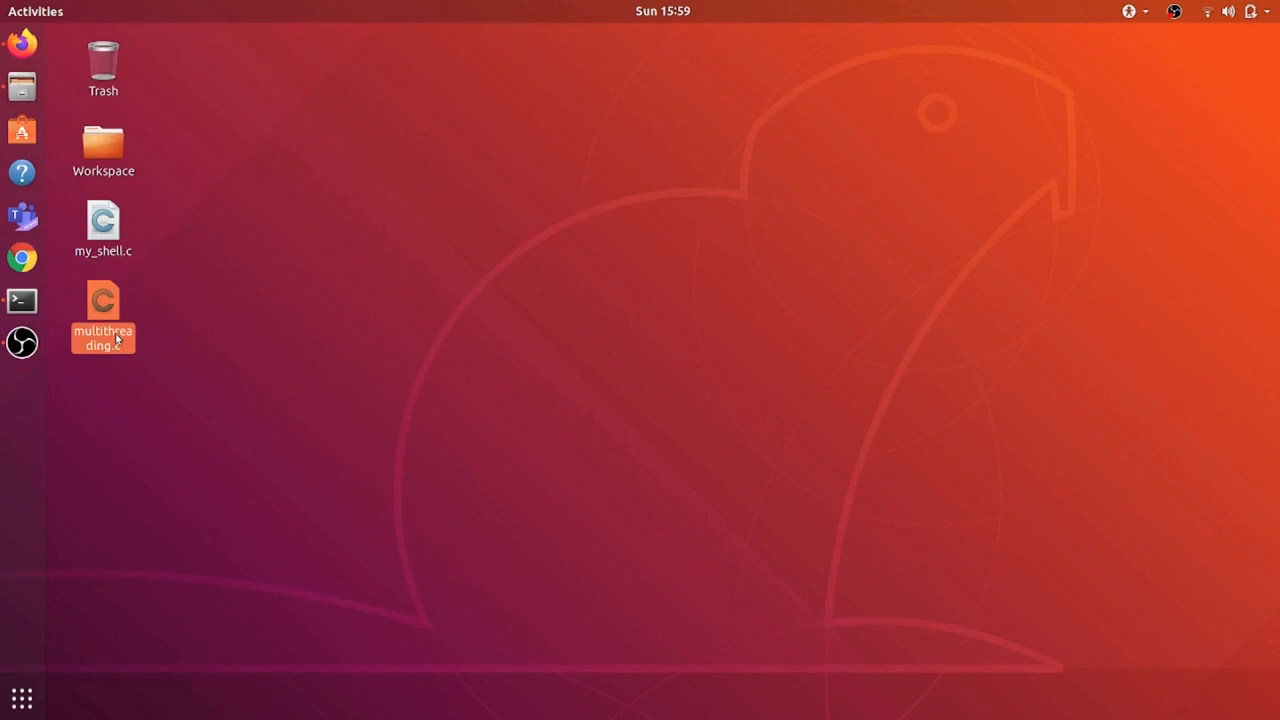 Activities
Sun 15:59
Trash
Workspace
my_shell.c
multithrea
ding.c